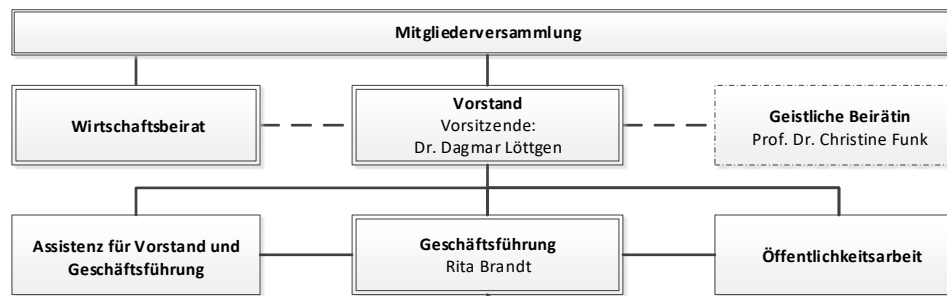 Mitgliederversammlung
Wirtschaftsbeirat
Vorstand
Vorsitzende:
Dr. Dagmar Löttgen
Geistliche Beirätin
Prof. Dr. Christine Funk
Assistenz für Vorstand und
Geschäftsführung
Geschäftsführung
Rita Brandt
Öffentlichkeitsarbeit